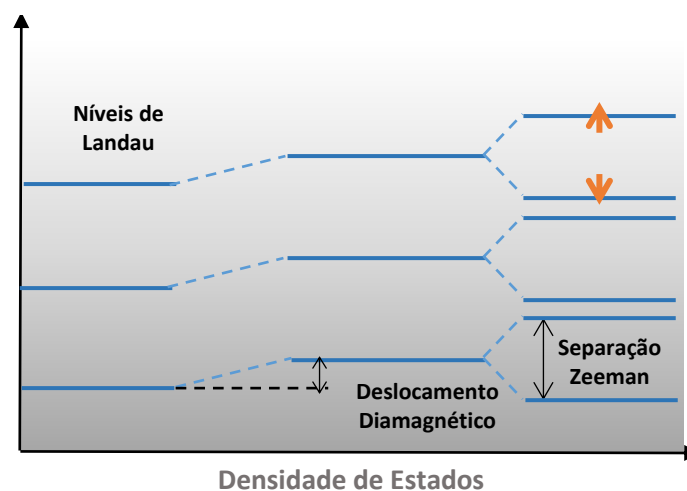 Níveis de
Landau
Separação
Zeeman
Deslocamento
Diamagnético
Densidade de Estados